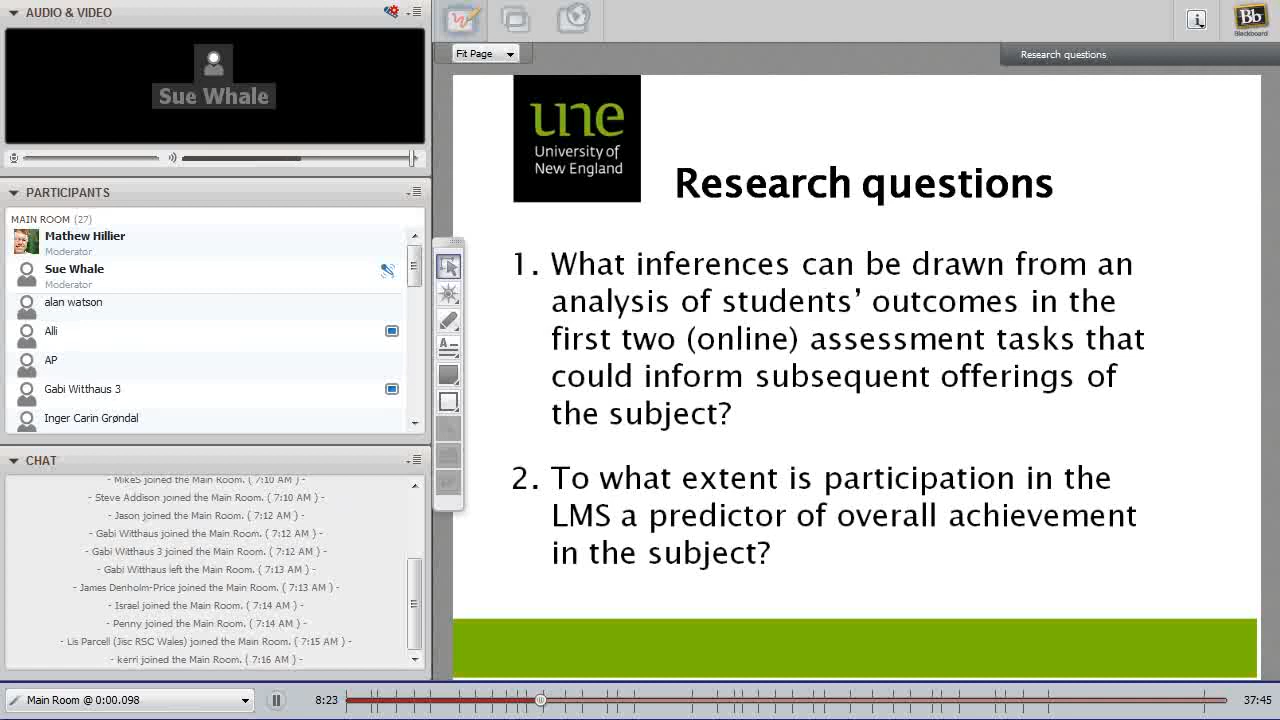 AUDIO & VIDEO
Sue Whale
PARTICIPANTS
MAIN ROOM (27)
Mathew Hillier
Moderator
Sue Whale
Moderator
alan watson
Alli
AP
Gabi Witthaus 3
Inger Carin Grøndal
CHAT
- MikeS joined the Main Room. ( 7:10 AM ) -
- Steve Addison joined the Main Room. ( 7:10 AM ) -
- Gabi Witthaus joined the Main Room. ( 7:12 AM ) -
- Gabi Witthaus 3 joined the Main Room. ( 7:12 AM ) -
- Gabi Witthaus left the Main Room. ( 7:13 AM ) -
- James Denholm-Price joined the Main Room. ( 7:13 AM ) -
- Israel joined the Main Room. ( 7:14 AM ) -
- Penny joined the Main Room. ( 7:14 AM ) -
- Lis Parcell (Jisc RSC Wales) joined the Main Room. ( 7:15 AM ) -
- kerri joined the Main Room. ( 7:16 AM ) -
Main Room @ 0:00.098
8:23
37:45
Fit Page
Research questions
Bb
Blackboard
une
University of
New England
Research questions
1. What inferences can be drawn from an
analysis of students’ outcomes in the
first two (online) assessment tasks that
could inform subsequent offerings of
the subject?
2. To what extent is participation in the
LMS a predictor of overall achievement
in the subject?